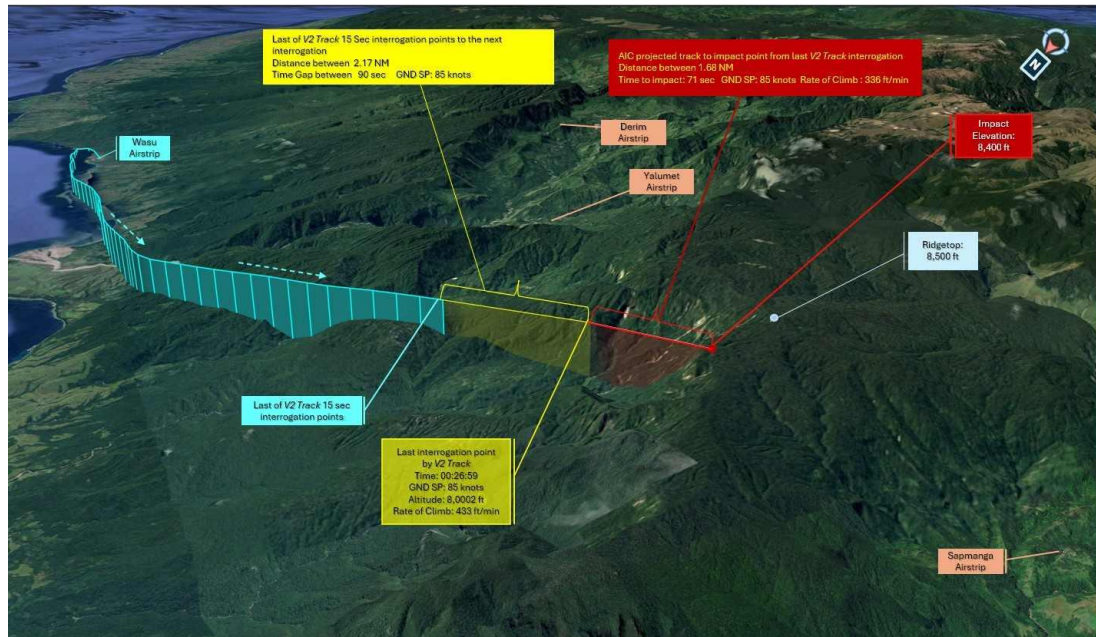 Last of V2 Track 15 Sec interrogation points to the next
interrogation
Distance between 2.17 NM
Time Gap between 90 sec GND SP: 85 knots
AIC projected track to impact point from last V2 Track interrogation
Distance between 1.68 NM
Time to impact: 71 sec GND SP: 85 knots Rate of Climb : 336 ft/min
N
Wasu
Airstrip
Derim
Airstrip
Impact
Elevation:
8,400 ft
Yalumet
Airstrip
Ridgetop:
8,500 ft
Last of V2 Track 15 sec
interrogation points
Last interrogation point
by V2 Track
Time: 00:26:59
GND SP: 85 knots
Altitude: 8,0002 ft
Rate of Climb: 433 ft/min
Sapmanga
Airstrip